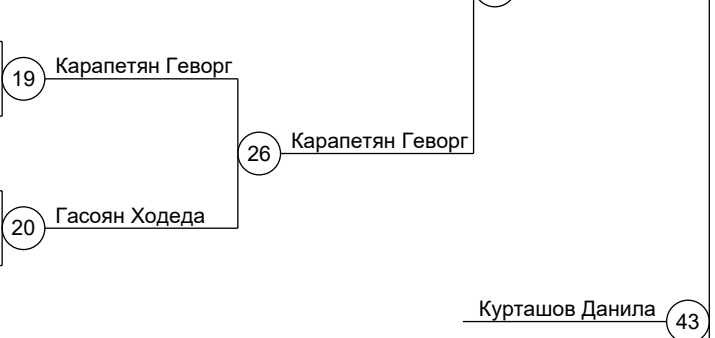 19 Карапетян Геворг
26 Карапетян Геворг
20 Гасоян Ходеда
Курташов Данила 43